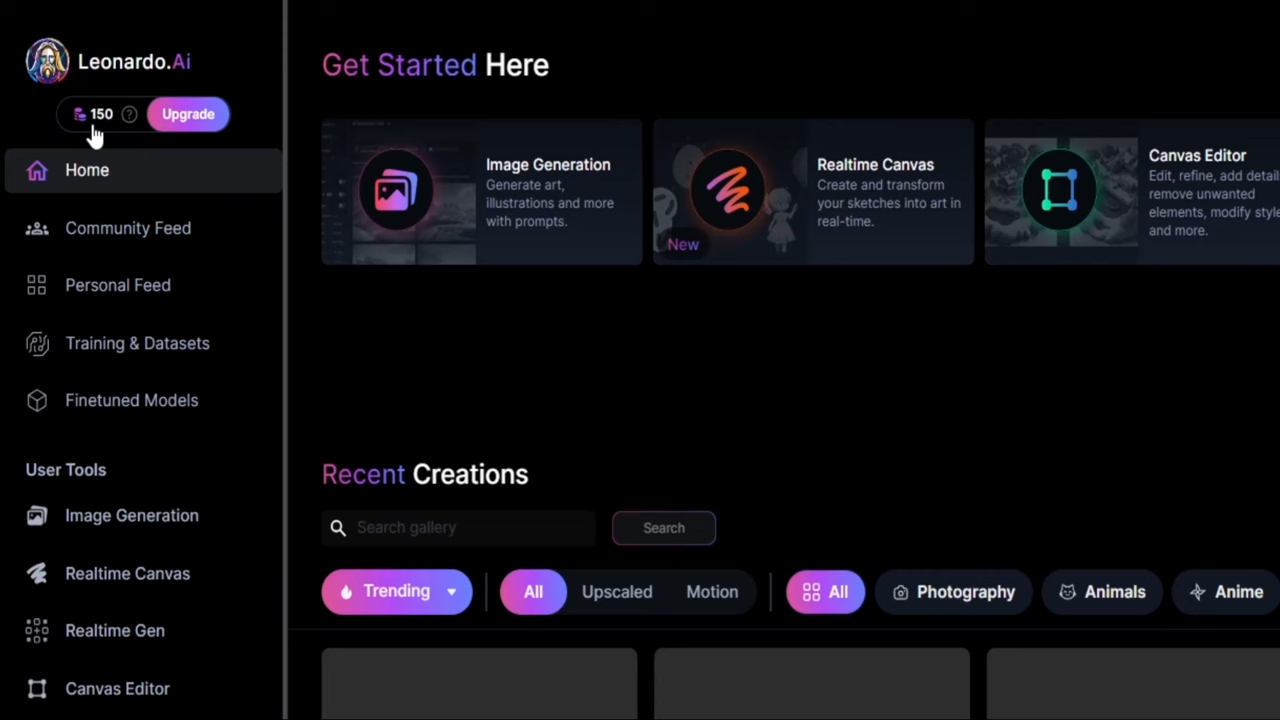 Leonardo.Ai
150 ? Upgrade
Home
Community Feed
Personal Feed
Training & Datasets
Finetuned Models
User Tools
Image Generation
Realtime Canvas
Realtime Gen
Canvas Editor
Get Started Here
Image Generation
Generate art,
illustrations and more
with prompts.
Realtime Canvas
Create and transform
your sketches into art in
real-time.
New
Canvas Editor
Edit, refine, add detail
remove unwanted
elements, modify style
and more.
Recent Creations
Search gallery
Search
Trending
All Upscaled Motion
All Photography Animals Anime